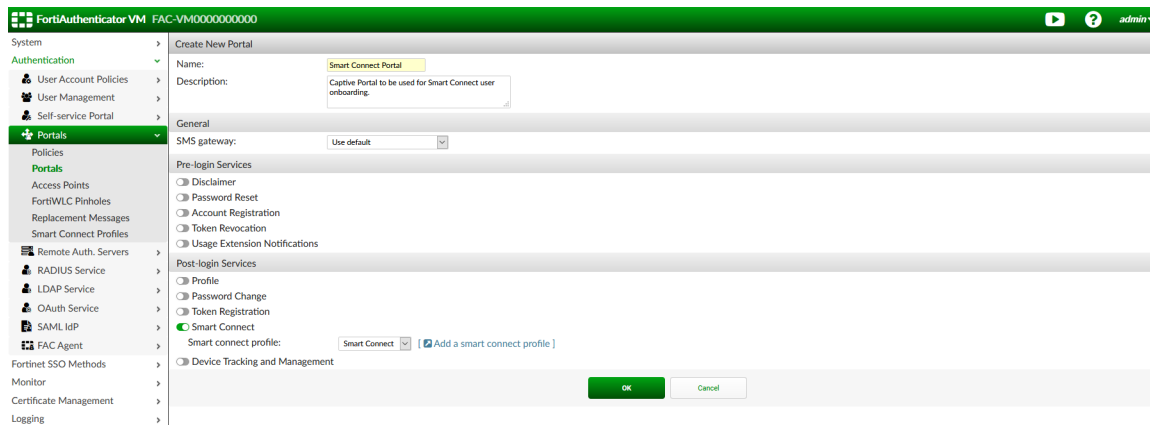 FortiAuthenticator VM FAC-VM0000000000
admin
System
Authentication
User Account Policies
User Management
Self-service Portal
Portals
Policies
Portals
Access Points
FortiWLC Pinholes
Replacement Messages
Smart Connect Profiles
Remote Auth. Servers
RADIUS Service
LDAP Service
OAuth Service
SAML IdP
FAC Agent
Fortinet SSO Methods
Monitor
Certificate Management
Logging
Create New Portal
Name: Smart Connect Portal
Description: Captive Portal to be used for Smart Connect user
onboarding.
General
SMS gateway: Use default
Pre-login Services
Disclaimer
Password Reset
Account Registration
Token Revocation
Usage Extension Notifications
Post-login Services
Profile
Password Change
Token Registration
Smart Connect
Smart connect profile: Smart Connect [ Add a smart connect profile ]
Device Tracking and Management
OK Cancel